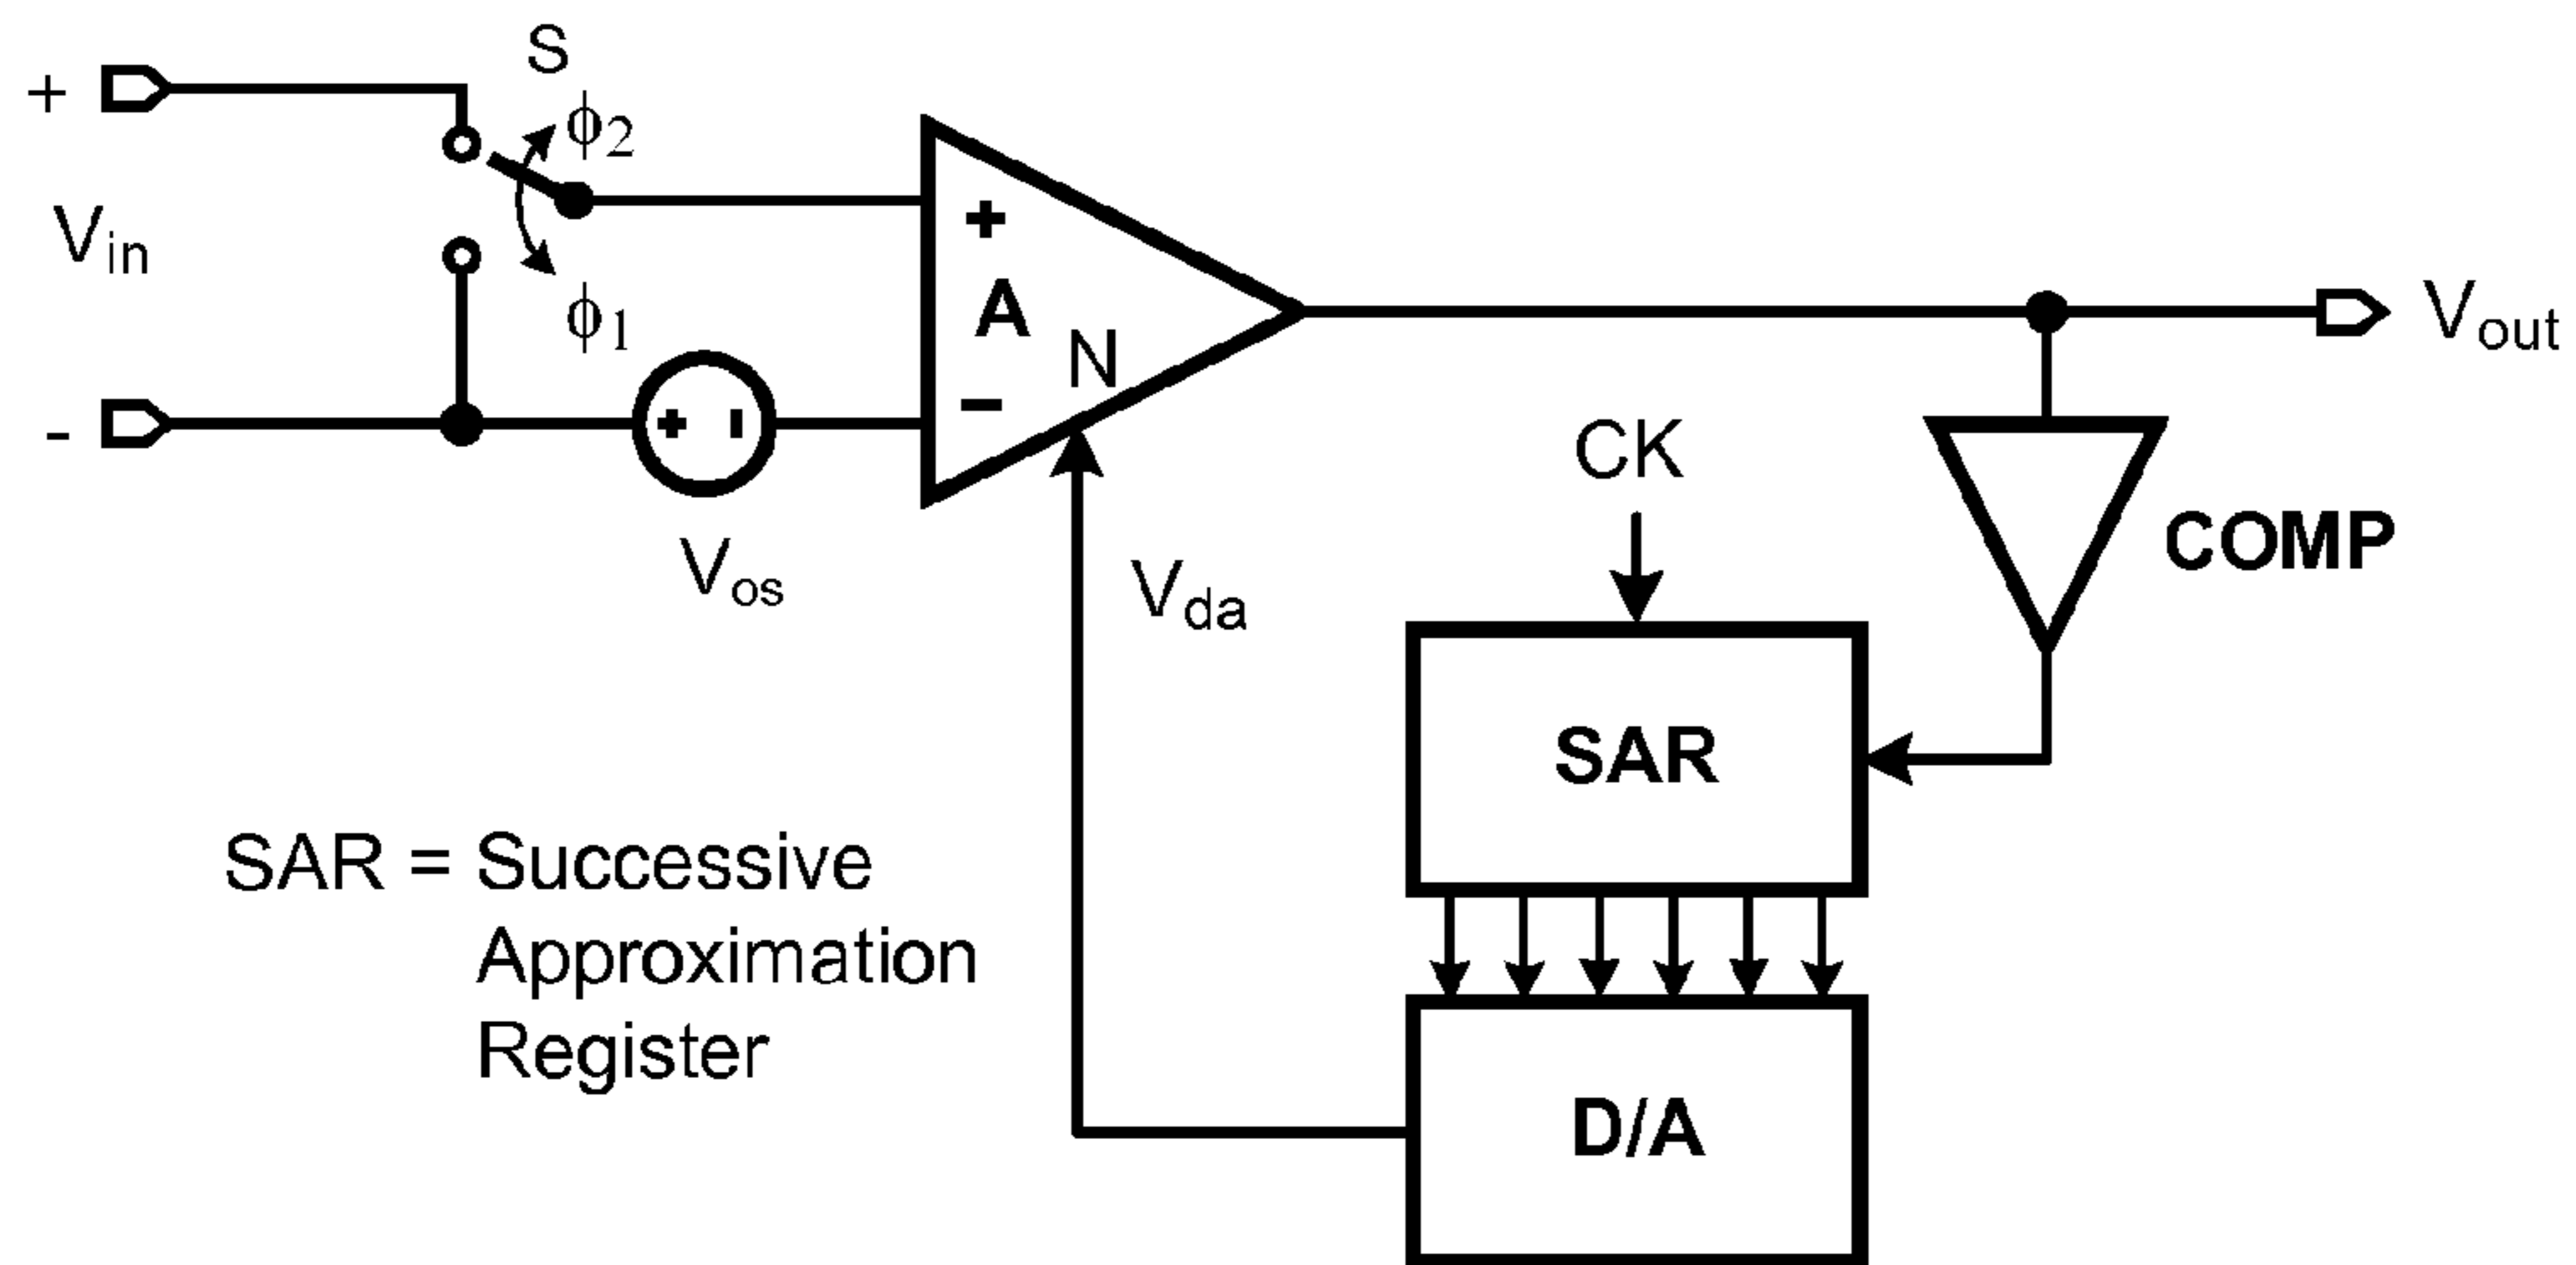 S
+
ϕ2
Vin
ϕ1
-
+
A
N
−
+ -
Vos
Vda
Vout
CK
COMP
SAR
D/A
SAR = Successive
Approximation
Register